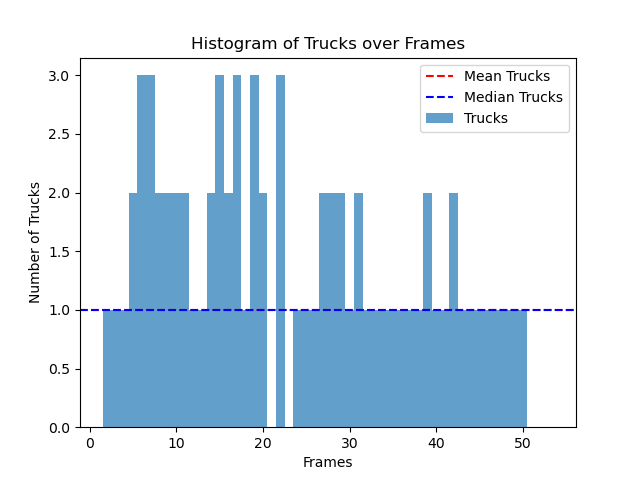 Histogram of Trucks over Frames
Mean Trucks
Median Trucks
Trucks
Number of Trucks
3.0
2.5
2.0
1.5
1.0
0.5
0.0
0 10 20 30 40 50
Frames